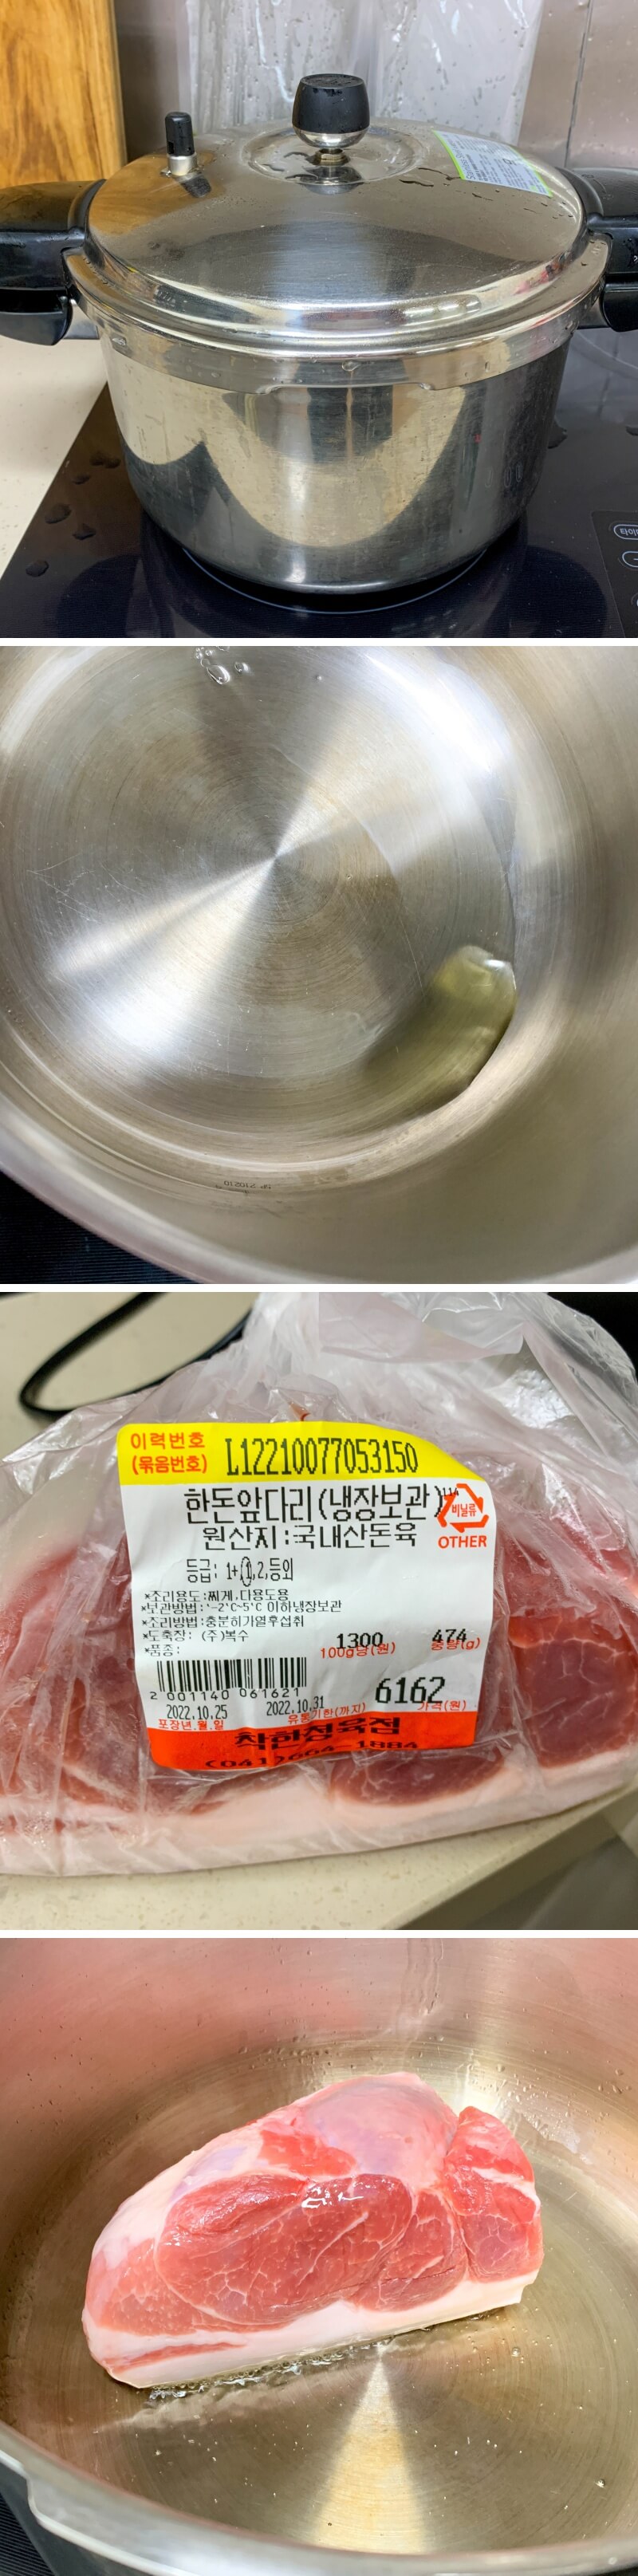 타이
이력번호
(묶음번호)
L12210077053150
한돈앞다리(냉장보관)
원산지:국내산돈육
비닐류
OTHER
등급: 1+,1,2,등외
*조리용도:찌게,다용도용
*보관방법:-2°C~5°C 이하냉장보관
*조리방법:충분히가열후섭취
*도축장: (주)복수
*품종:
1300
100g당(원)
474
중량(g)
2 001140 061621
2022.10.25
포장년.월.일
2022.10.31
유통기한(까지)
6162
가격(원)
착한정육점
1884